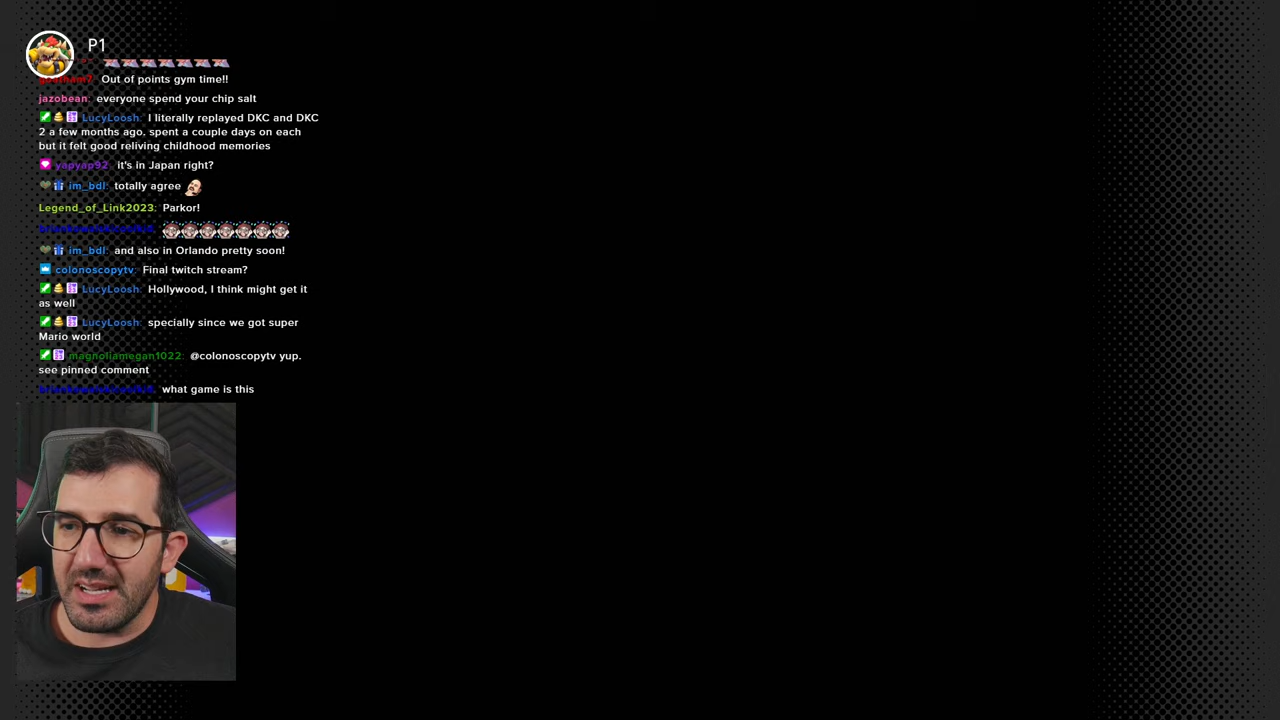 P1
Out of points gym time!!
jazobean: everyone spend your chip salt
LucyLoosh: I literally replayed DKC and DKC
2 a few months ago. spent a couple days on each
but it felt good reliving childhood memories
yapyap92: it's in Japan right?
im_bdl: totally agree
Legend_of_Link2023: Parkor!
im_bdl: and also in Orlando pretty soon!
colonoscopytv: Final twitch stream?
LucyLoosh: Hollywood, I think might get it
as well
LucyLoosh: specially since we got super
Mario world
magnoliamegan1022: @colonoscopytv yup.
see pinned comment
what game is this